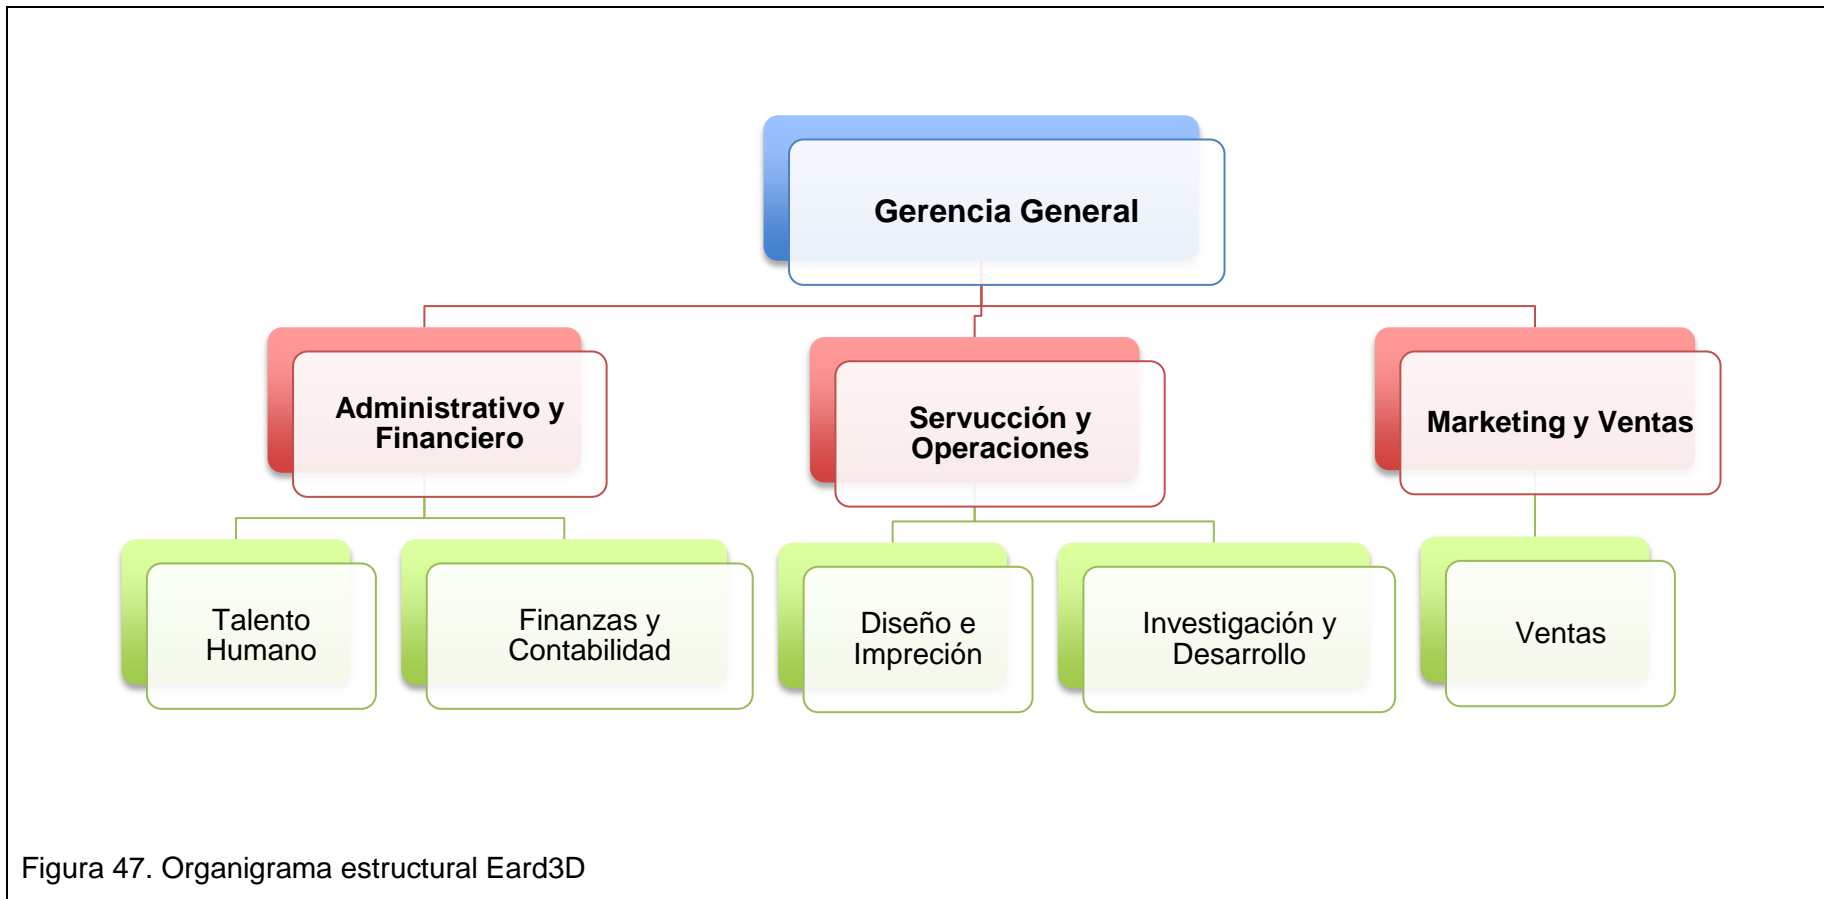 Gerencia General
Administrativo y
Financiero
Servucción y
Operaciones
Marketing y Ventas
Talento
Humano
Finanzas y
Contabilidad
Diseño e
Impreción
Investigación y
Desarrollo
Ventas
Figura 47. Organigrama estructural Eard3D